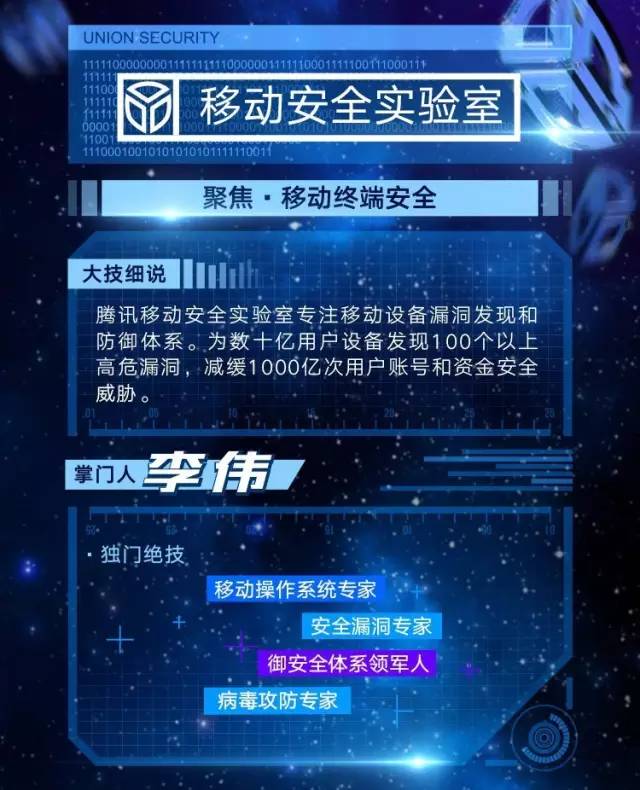 UNION SECURITY
移动安全实验室
聚焦·移动终端安全
大技细说
腾讯移动安全实验室专注移动设备漏洞发现和
防御体系。为数十亿用户设备发现100个以上
高危漏洞，减缓1000亿次用户账号和资金安全
威胁。
掌门人 李伟
·独门绝技
移动操作系统专家
安全漏洞专家
御安全体系领军人
病毒攻防专家